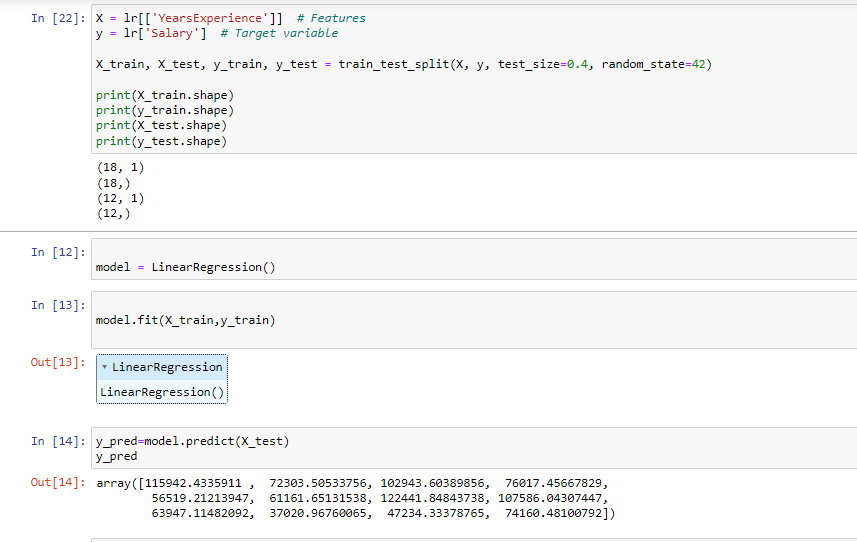 In [22]: X = lr[['YearsExperience']]  # Features
y = lr['Salary']  # Target variable
X_train, X_test, y_train, y_test = train_test_split(X, y, test_size=0.4, random_state=42)
print(X_train.shape)
print(y_train.shape)
print(X_test.shape)
print(y_test.shape)
(18, 1)
(18,)
(12, 1)
(12,)
In [12]:
model = LinearRegression()
In [13]:
model.fit(X_train,y_train)
Out[13]: ▾ LinearRegression
LinearRegression()
In [14]: y_pred=model.predict(X_test)
y_pred
Out[14]: array([115942.4335911 ,  72303.50533756, 102943.60389856,  76017.45667829,
56519.21213947,  61161.65131538, 122441.84843738, 107586.04307447,
63947.11482092,  37020.96760065,  47234.33378765,  74160.48100792])